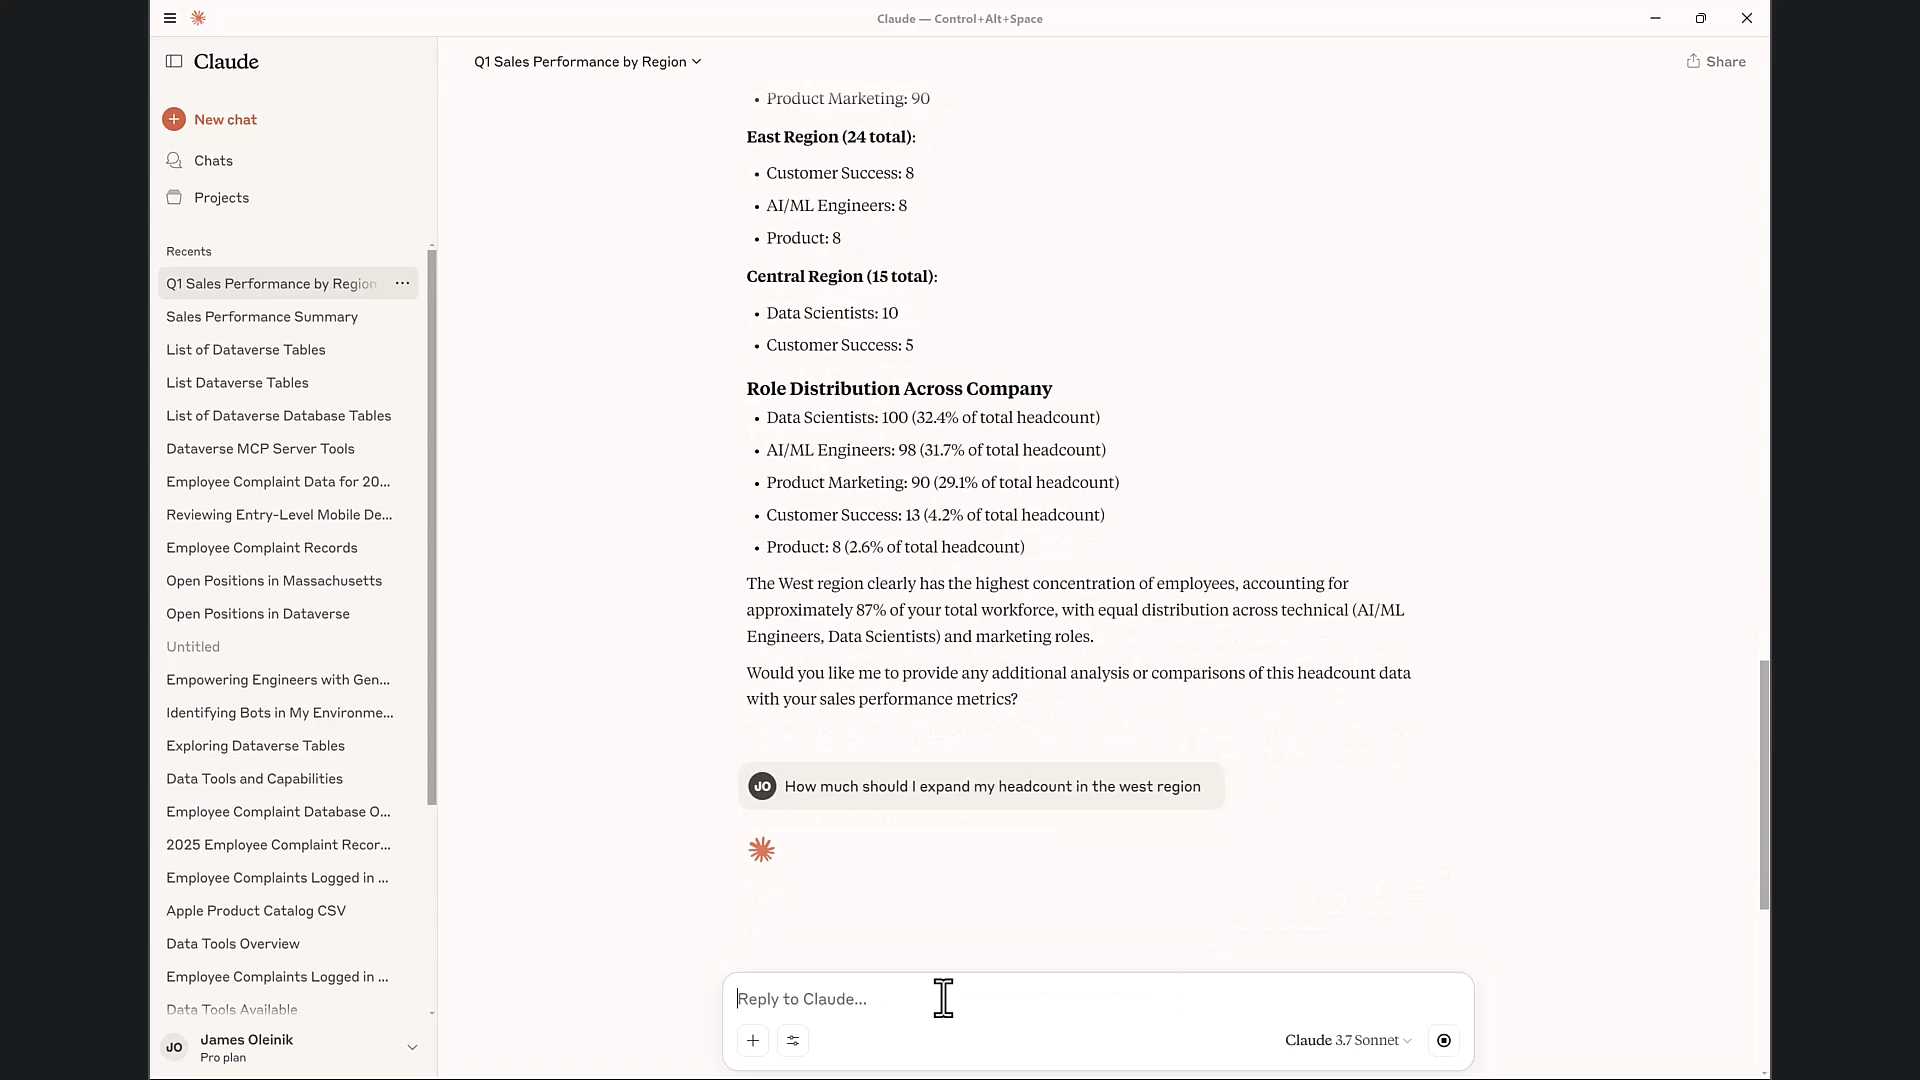 Claude — Control+Alt+Space
Claude
New chat
Chats
Projects
Recents
Q1 Sales Performance by Region
Sales Performance Summary
List of Dataverse Tables
List Dataverse Tables
List of Dataverse Database Tables
Dataverse MCP Server Tools
Employee Complaint Data for 20...
Reviewing Entry-Level Mobile De...
Employee Complaint Records
Open Positions in Massachusetts
Open Positions in Dataverse
Untitled
Empowering Engineers with Gen...
Identifying Bots in My Environme...
Exploring Dataverse Tables
Data Tools and Capabilities
Employee Complaint Database O...
2025 Employee Complaint Recor...
Employee Complaints Logged in ...
Apple Product Catalog CSV
Data Tools Overview
Employee Complaints Logged in ...
Data Tools Available
JO
James Oleinik
Pro plan
Q1 Sales Performance by Region
Share
• Product Marketing: 90
East Region (24 total):
• Customer Success: 8
• AI/ML Engineers: 8
• Product: 8
Central Region (15 total):
• Data Scientists: 10
• Customer Success: 5
Role Distribution Across Company
• Data Scientists: 100 (32.4% of total headcount)
• AI/ML Engineers: 98 (31.7% of total headcount)
• Product Marketing: 90 (29.1% of total headcount)
• Customer Success: 13 (4.2% of total headcount)
• Product: 8 (2.6% of total headcount)
The West region clearly has the highest concentration of employees, accounting for
approximately 87% of your total workforce, with equal distribution across technical (AI/ML
Engineers, Data Scientists) and marketing roles.
Would you like me to provide any additional analysis or comparisons of this headcount data
with your sales performance metrics?
JO How much should I expand my headcount in the west region
Reply to Claude...
Claude 3.7 Sonnet